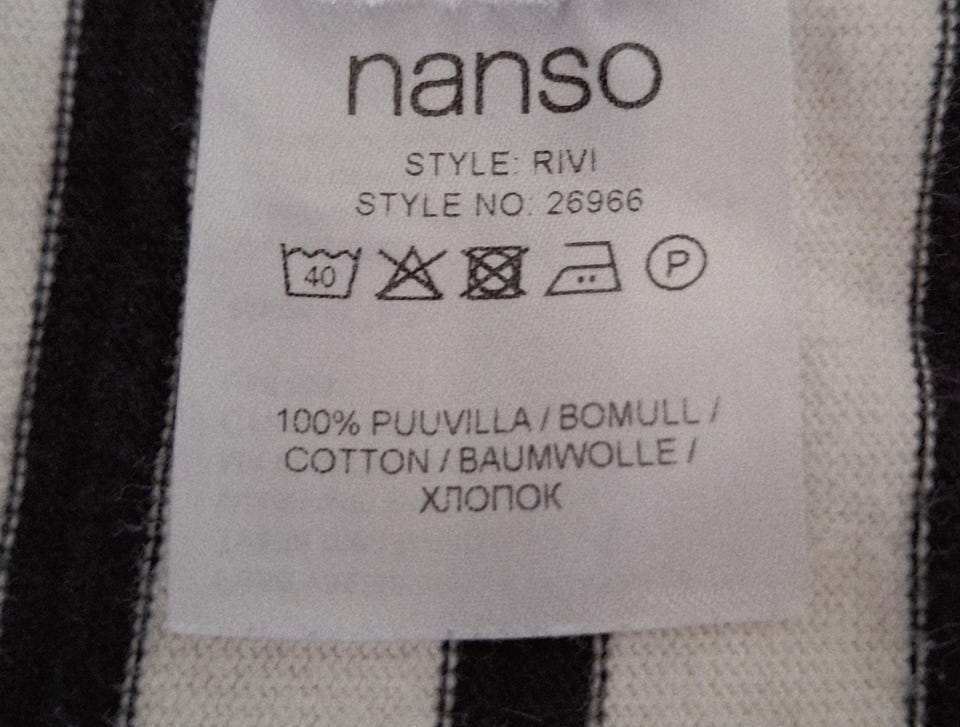 nanso
STYLE: RIVI
STYLE NO: 26966
40 P
100% PUUVILLA / BOMULL /
COTTON / BAUMWOLLE /
ХЛОПОК